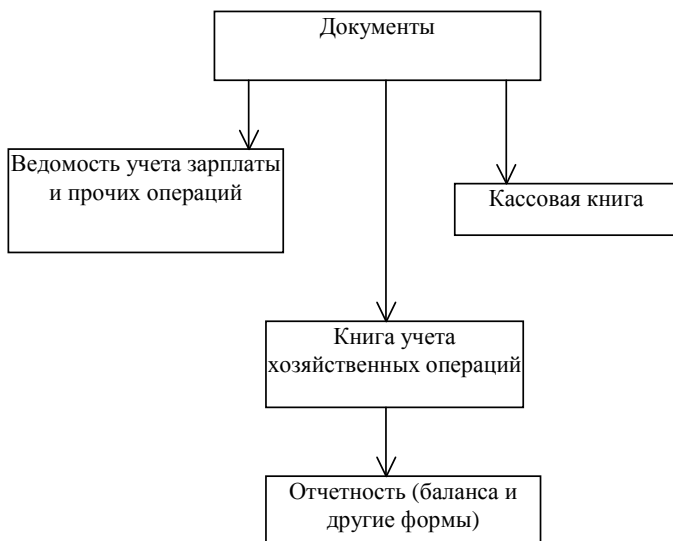 Документы
Ведомость учета зарплаты
и прочих операций
Кассовая книга
Книга учета
хозяйственных операций
Отчетность (баланса и
другие формы)